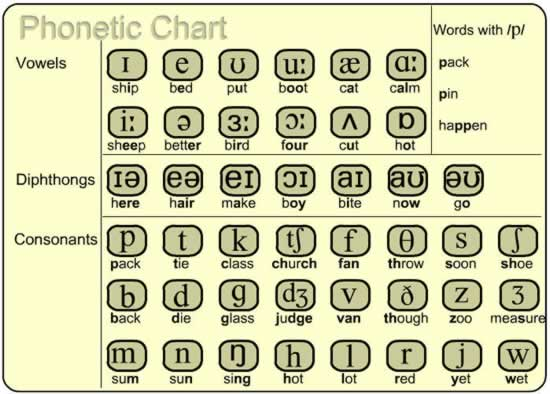 Phonetic Chart
Words with /p/
pack
pin
happen
Vowels
ɪ e ʊ uː æ ɑː
ship bed put boot cat calm
iː ə ɜː ɔː ʌ ɒ
sheep better bird four cut hot
Diphthongs
ɪə eə eɪ ɔɪ aɪ aʊ əʊ
here hair make boy bite now go
Consonants
p t k tʃ f θ s ʃ
pack tie class church fan throw soon shoe
b d g dʒ v ð z ʒ
back die glass judge van though zoo measure
m n ŋ h l r j w
sum sun sing hot lot red yet wet